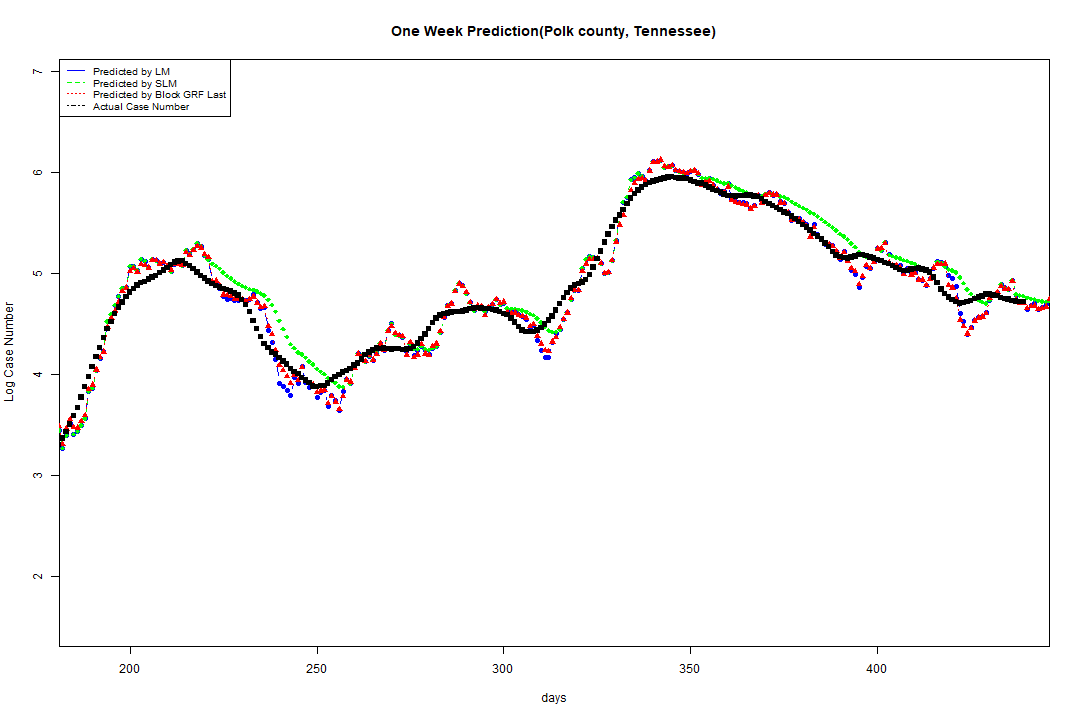 One Week Prediction(Polk county, Tennessee)
Predicted by LM
Predicted by SLM
Predicted by Block GRF Last
Actual Case Number
7
6
5
4
3
2
Log Case Number
200
250
300
350
400
days